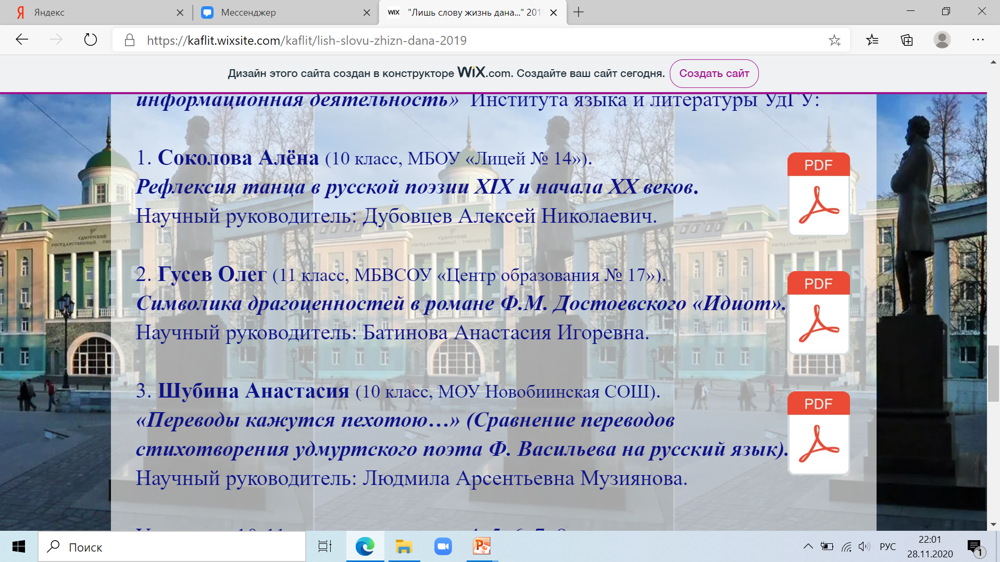 Яндекс
Мессенджер
WIX "Лишь слову жизнь дана..." 201
https://kaflit.wixsite.com/kaflit/lish-slovu-zhizn-dana-2019
Дизайн этого сайта создан в конструкторе WiX.com. Создайте ваш сайт сегодня. Создать сайт
информационная деятельность» Института языка и литературы УдГУ:
1. Соколова Алёна (10 класс, МБОУ «Лицей № 14»).
Рефлексия танца в русской поэзии XIX и начала XX веков.
Научный руководитель: Дубовцев Алексей Николаевич.
PDF
2. Гусев Олег (11 класс, МБВСОУ «Центр образования № 17»).
Символика драгоценностей в романе Ф.М. Достоевского «Идиот».
Научный руководитель: Батинова Анастасия Игоревна.
PDF
3. Шубина Анастасия (10 класс, МОУ Новобиинская СОШ).
«Переводы кажутся пехотою…» (Сравнение переводов
стихотворения удмуртского поэта Ф. Васильева на русский язык).
Научный руководитель: Людмила Арсентьевна Музиянова.
PDF
УДМУРТСКИЙ
ГОСУДАРСТВЕННЫЙ УНИВЕРСИТЕТ
Поиск
РУС
22:01
28.11.2020
1